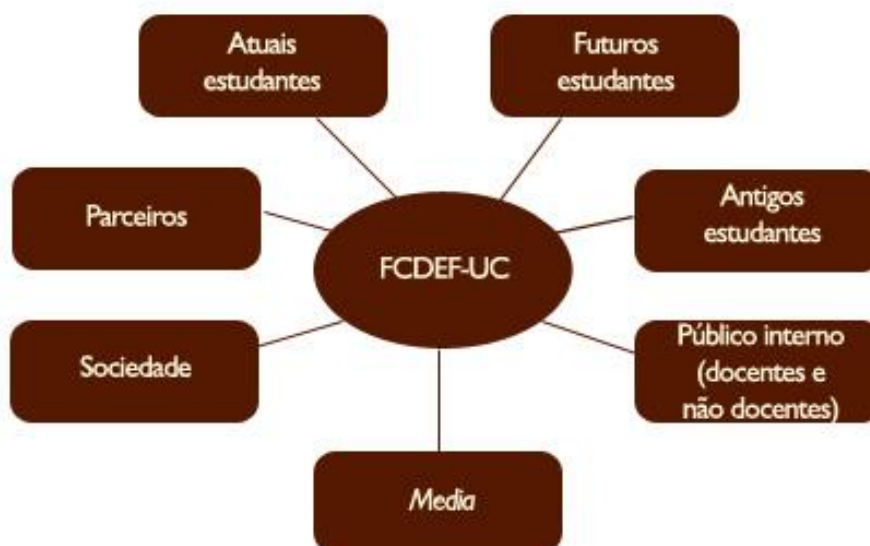 Atuais
estudantes
Futuros
estudantes
Parceiros
Antigos
estudantes
FCDEF-UC
Sociedade
Público interno
(docentes e
não docentes)
Media